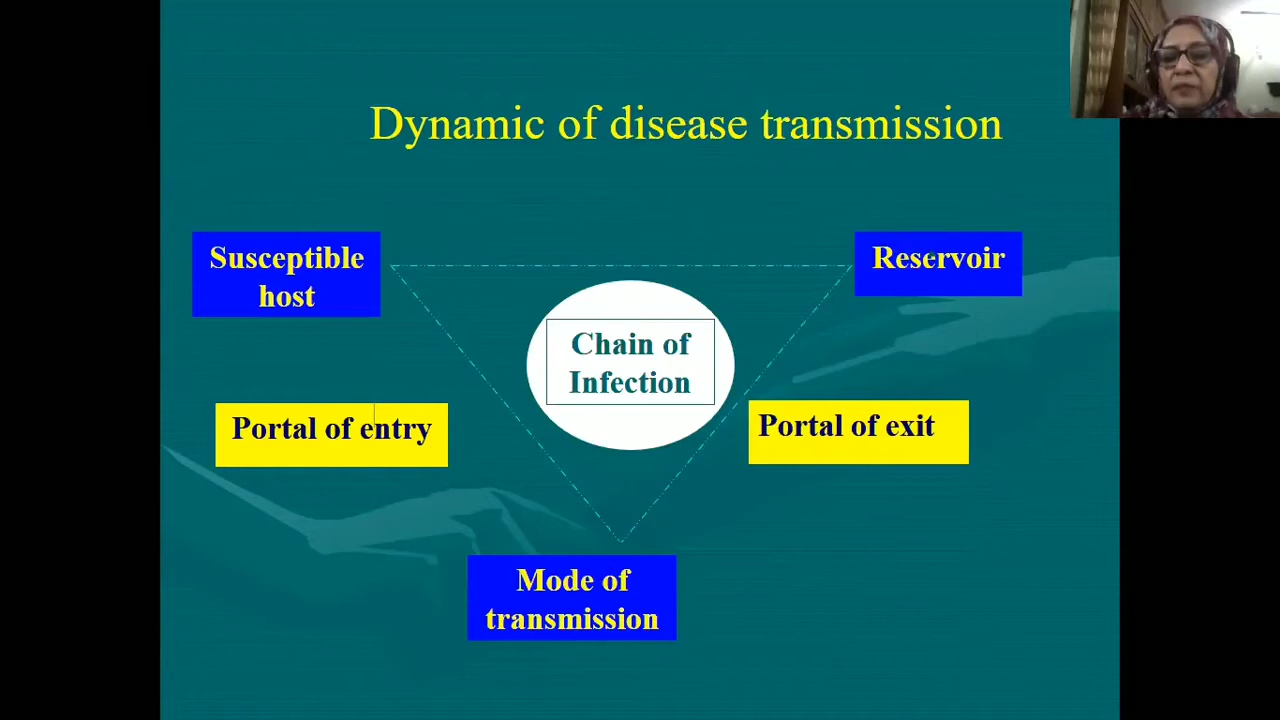 Dynamic of disease transmission
Susceptible
host
Reservoir
Chain of
Infection
Portal of entry
Portal of exit
Mode of
transmission